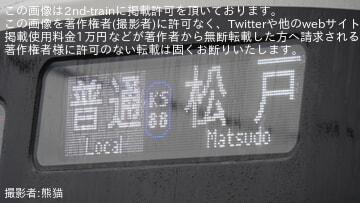 この画像は2nd-trainに掲載許可を頂いております。
この画像を著作権者(撮影者)に許可なく、Twitterや他のwebサイト
掲載使用料金1万円などが著作者から無断転載した方へ請求される
著作権者様に許可のない転載は固くお断りいたします。
普通 KS 88 松戸
Local Matsudo
撮影者:熊猫